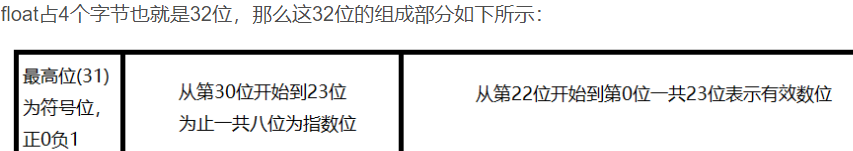 float占4个字节也就是32位，那么这32位的组成部分如下所示：
最高位(31)
为符号位，
正0负1
从第30位开始到23位
为止一共八位为指数位
从第22位开始到第0位一共23位表示有效数位